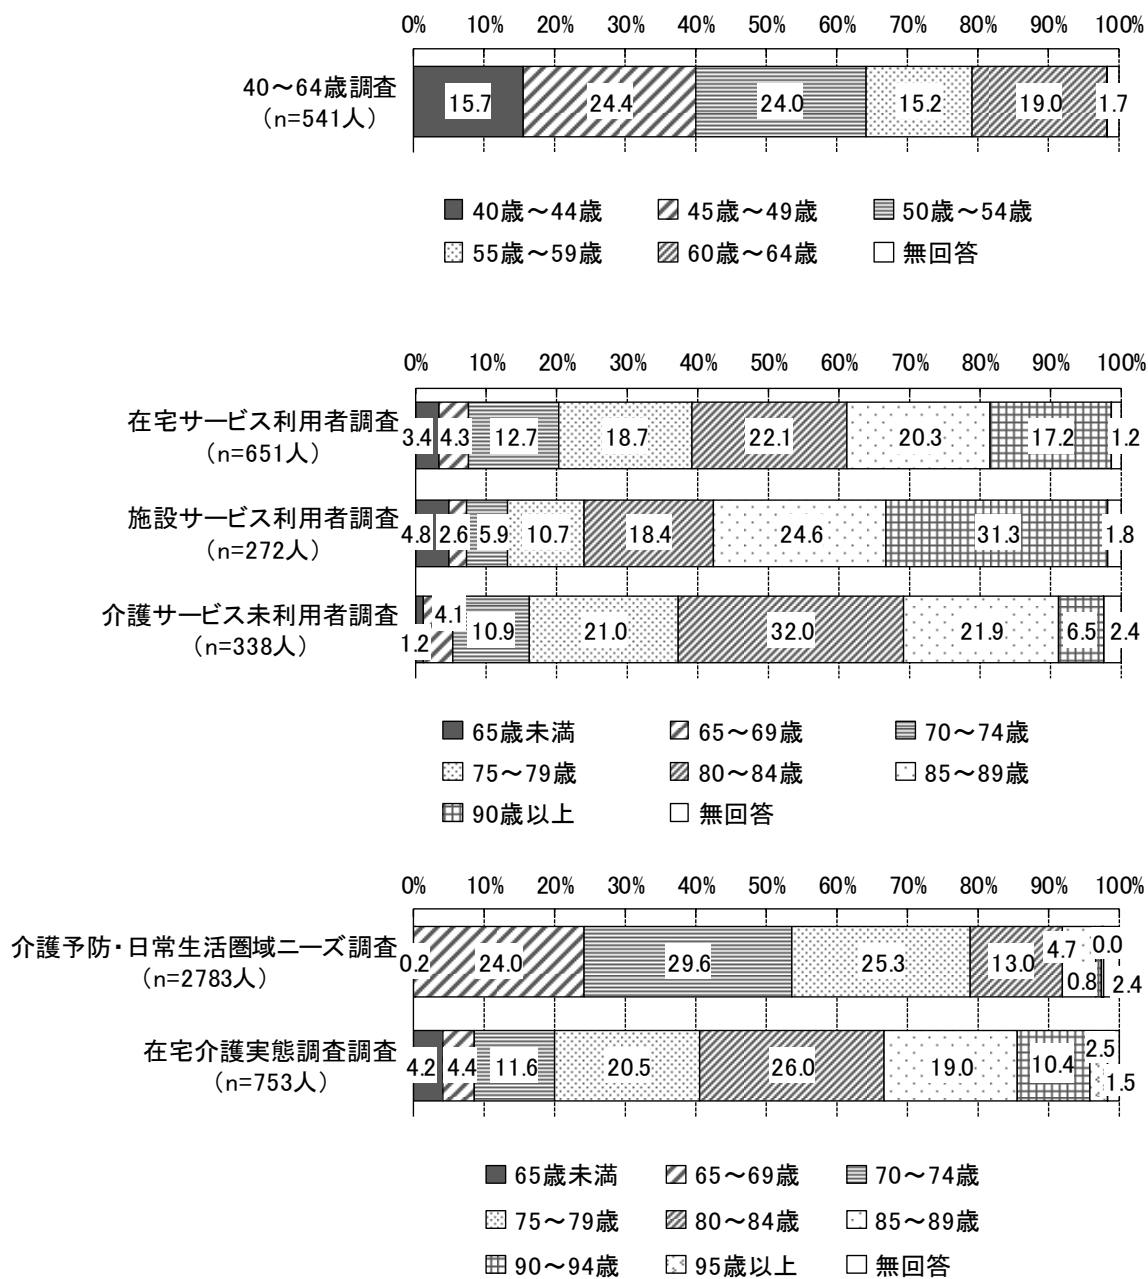 0% 10% 20% 30% 40% 50% 60% 70% 80% 90% 100%
40～64歳調査
（n=541人）
15.7 24.4 24.0 15.2 19.0 1.7
40歳～44歳 45歳～49歳 50歳～54歳
55歳～59歳 60歳～64歳 無回答
0% 10% 20% 30% 40% 50% 60% 70% 80% 90% 100%
在宅サービス利用者調査
（n=651人）
3.4 4.3 12.7 18.7 22.1 20.3 17.2 1.2
施設サービス利用者調査
（n=272人）
4.8 2.6 5.9 10.7 18.4 24.6 31.3 1.8
介護サービス未利用者調査
（n=338人）
1.2 4.1 10.9 21.0 32.0 21.9 6.5 2.4
65歳未満 65～69歳 70～74歳
75～79歳 80～84歳 85～89歳
90歳以上 無回答
0% 10% 20% 30% 40% 50% 60% 70% 80% 90% 100%
介護予防・日常生活圏域ニーズ調査
（n=2783人）
0.2 24.0 29.6 25.3 13.0 4.7 0.8 0.0 2.4
在宅介護実態調査調査
（n=753人）
4.2 4.4 11.6 20.5 26.0 19.0 10.4 2.5 1.5
65歳未満 65～69歳 70～74歳
75～79歳 80～84歳 85～89歳
90～94歳 95歳以上 無回答